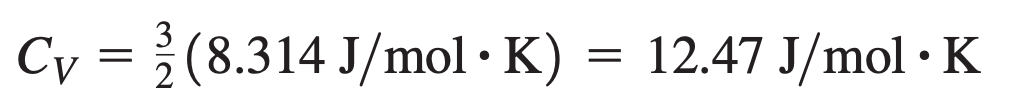 C_V = 3/2 (8.314 J/mol · K) = 12.47 J/mol · K